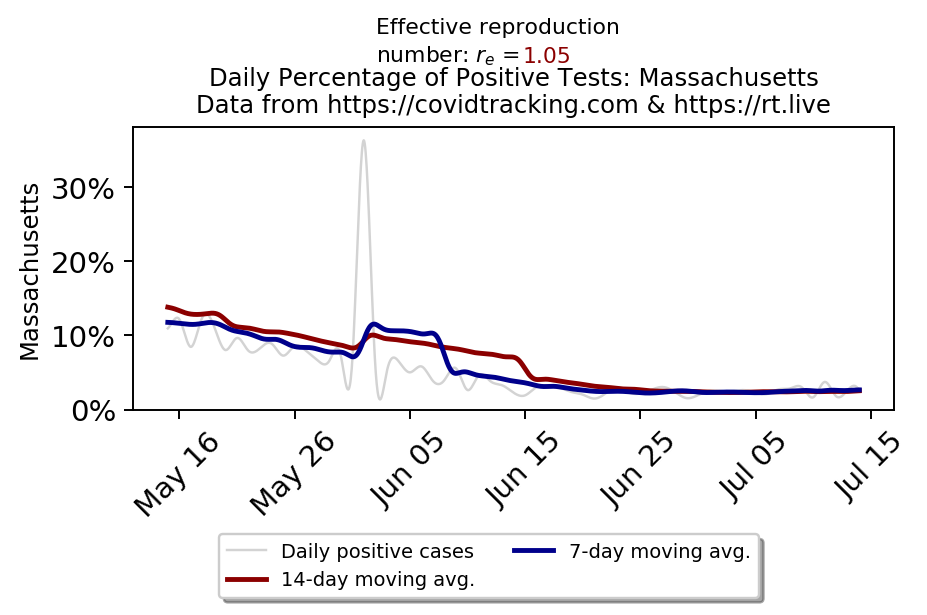 Effective reproduction
number: rₑ =1.05
Daily Percentage of Positive Tests: Massachusetts
Data from https://covidtracking.com & https://rt.live
Massachusetts
30%
20%
10%
0%
May 16
May 26
Jun 05
Jun 15
Jun 25
Jul 05
Jul 15
Daily positive cases
14-day moving avg.
7-day moving avg.